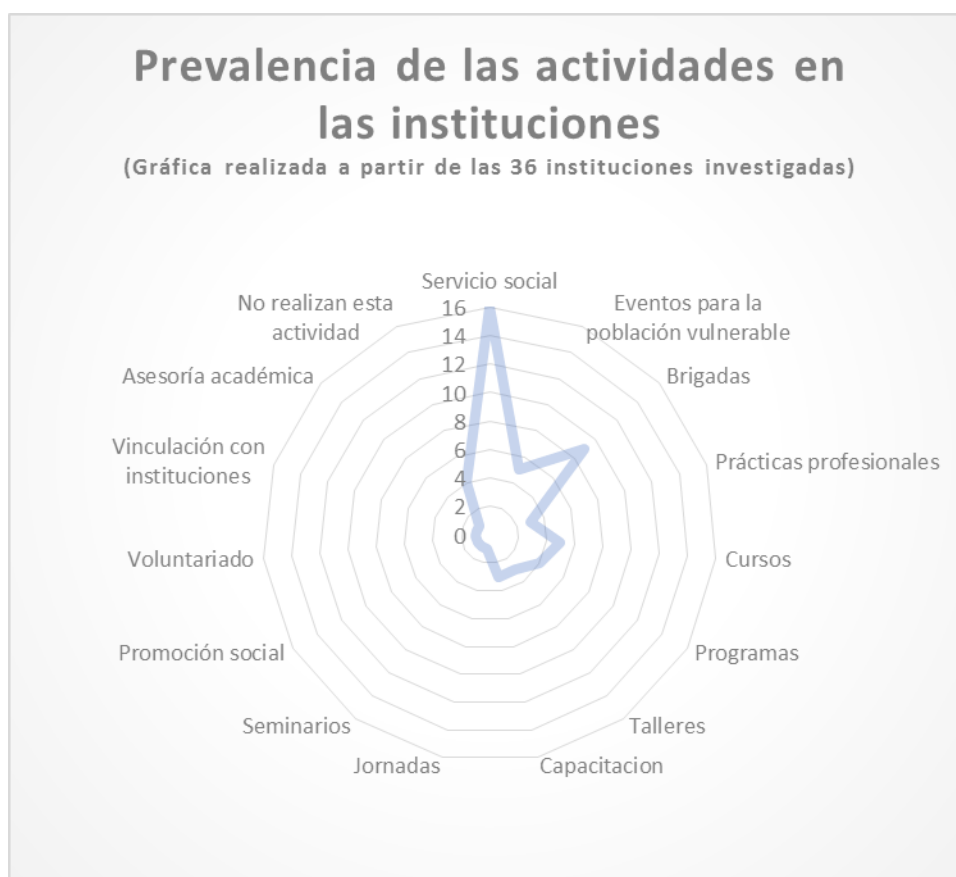 Prevalencia de las actividades en
las instituciones
(Gráfica realizada a partir de las 36 instituciones investigadas)
Servicio social
Eventos para la
población vulnerable
Brigadas
Prácticas profesionales
Cursos
Programas
Talleres
Capacitacion
Jornadas
Seminarios
Promoción social
Voluntariado
Vinculación con
instituciones
Asesoría académica
No realizan esta
actividad
16
14
12
10
8
6
4
2
0